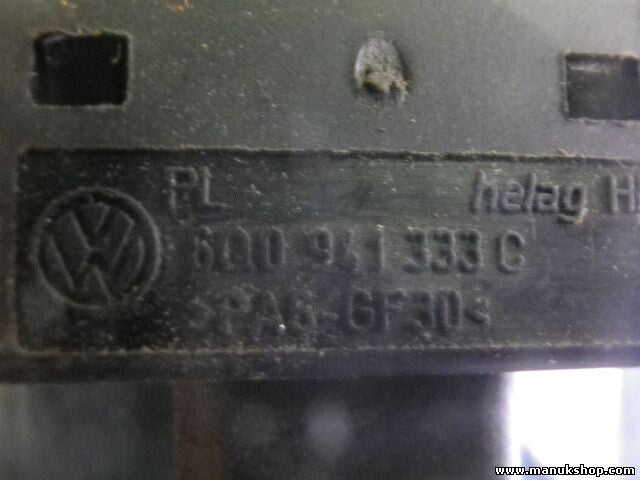 PL helag H
6Q0 941 333 C
>PA6-GF30<
www.manukshop.com